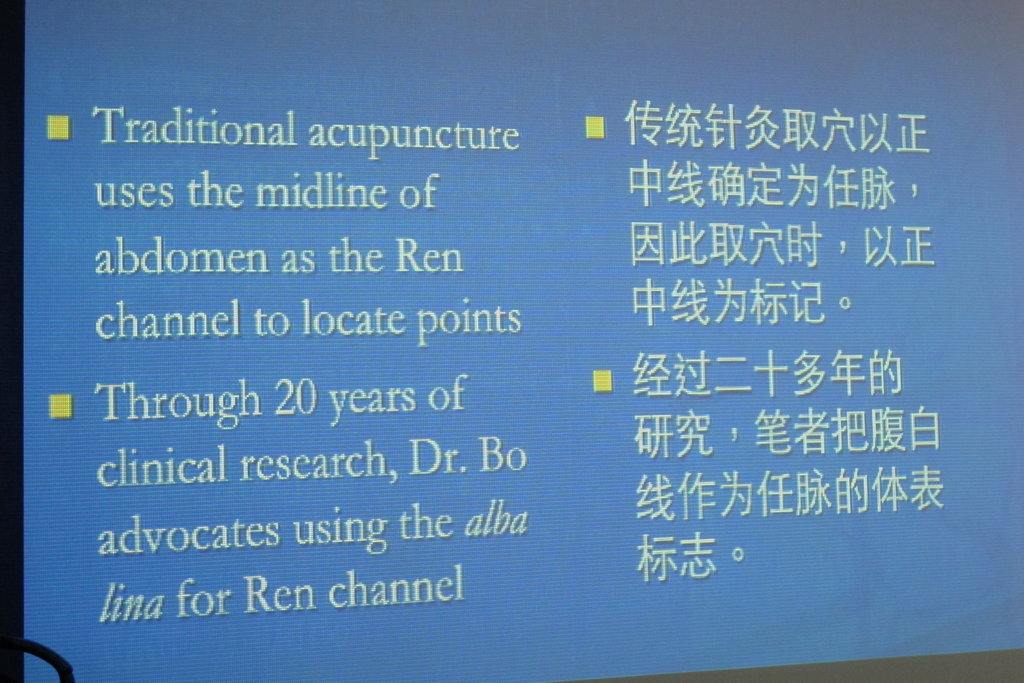 Traditional acupuncture
uses the midline of
abdomen as the Ren
channel to locate points
Through 20 years of
clinical research, Dr. Bo
advocates using the alba
lina for Ren channel
传统针灸取穴以正
中线确定为任脉，
因此取穴时，以正
中线为标记。
经过二十多年的
研究，笔者把腹白
线作为任脉的体表
标志。